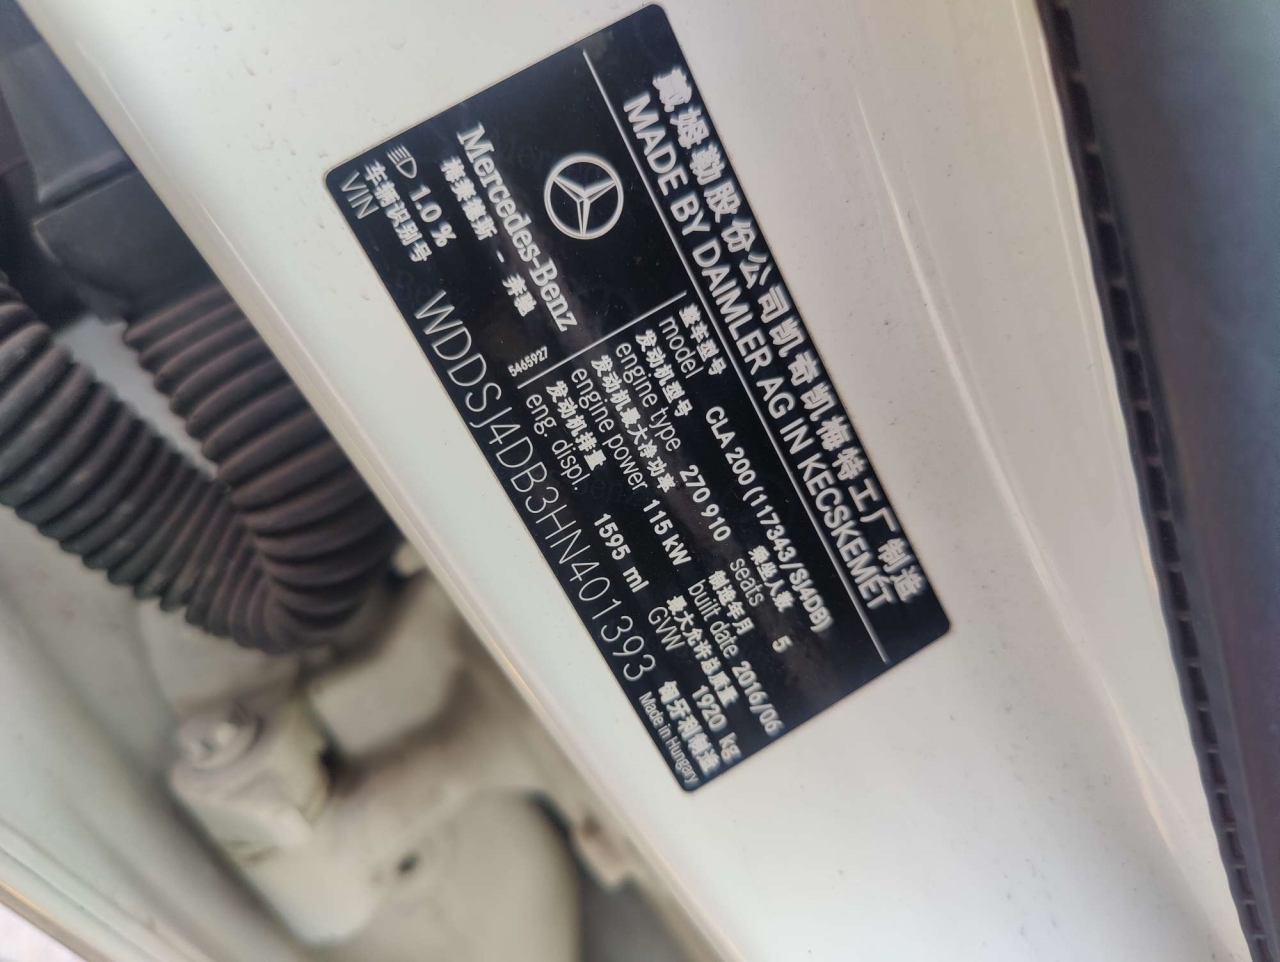 戴姆勒股份公司凯奇凯梅特工厂制造
MADE BY DAIMLER AG IN KECSKEMET
整车型号 CLA 200 (117343/SI4DB)
model
发动机型号 270 910 乘坐人数 5
engine type seats
发动机最大净功率 115 kW 制造年月 2016/06
engine power built date
发动机排量 1595 ml 最大允许总质量 1920 kg
eng. displ. GVW
Mercedes-Benz
梅赛德斯 - 奔驰
5465927
1.0 %
匈牙利制造
Made in Hungary
车辆识别号
VIN WDDSJ4DB3HN401393